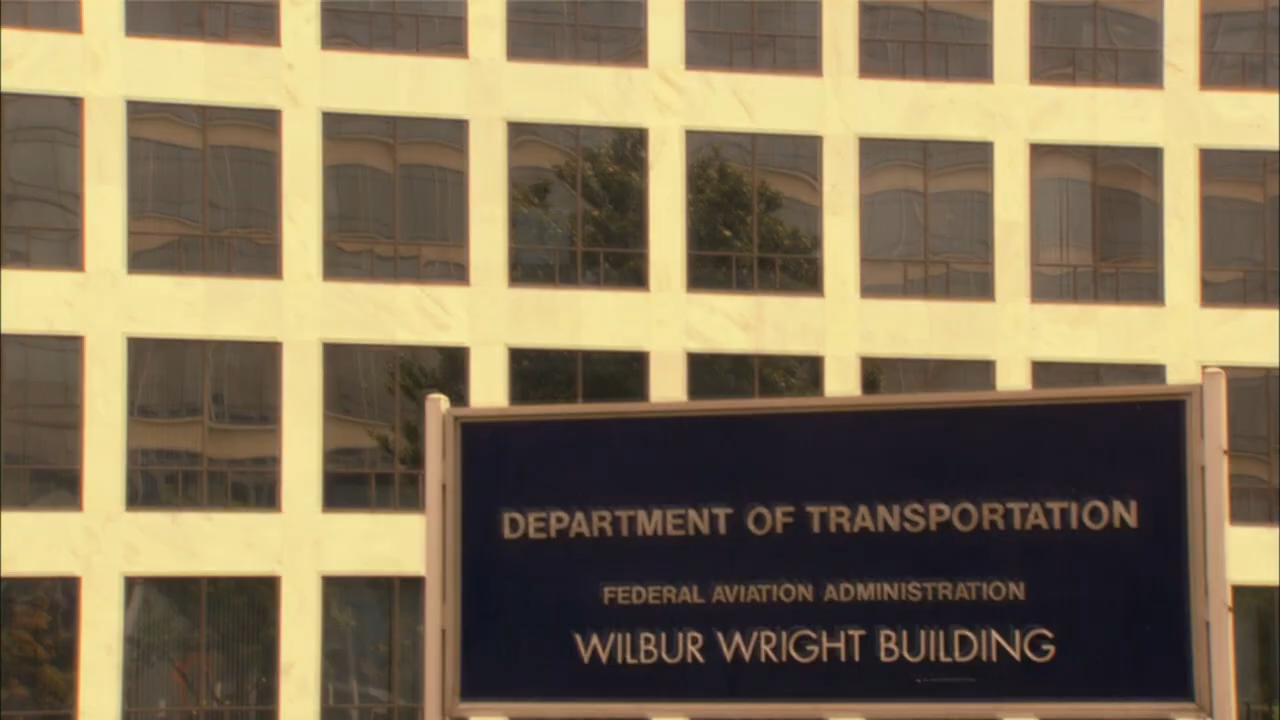 DEPARTMENT OF TRANSPORTATION
FEDERAL AVIATION ADMINISTRATION
WILBUR WRIGHT BUILDING